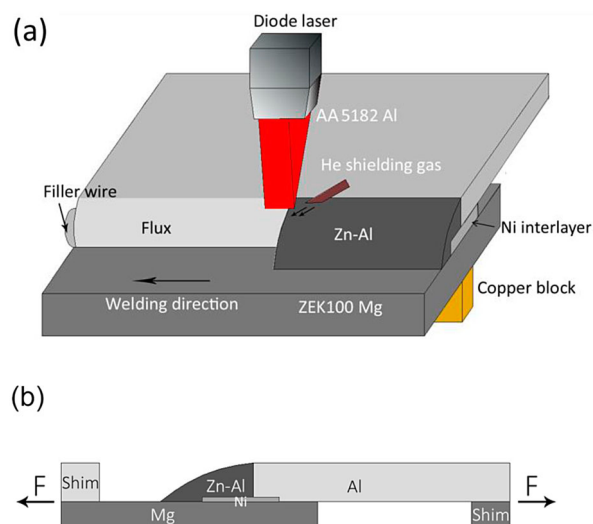 (a)
Diode laser
AA 5182 Al
He shielding gas
Filler wire
Flux
Zn-Al
Ni interlayer
Copper block
Welding direction
ZEK100 Mg
(b)
F
Shim
Zn-Al
Ni
Al
F
Mg
Shim